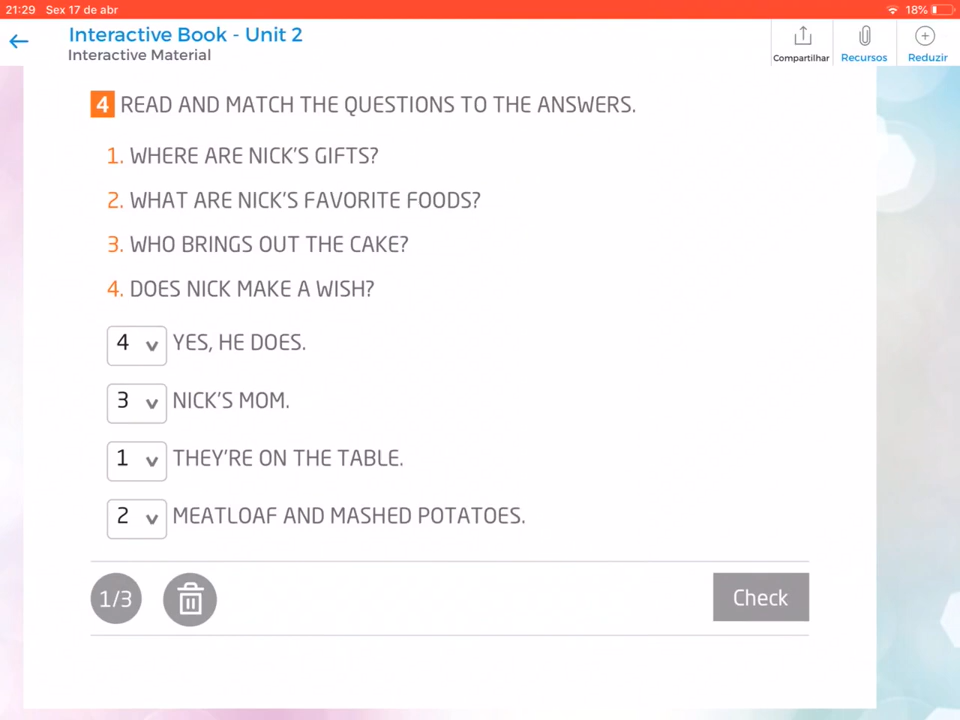 21:29 Sex 17 de abr 18%
Interactive Book - Unit 2
Interactive Material
Compartilhar
Recursos
Reduzir
4 READ AND MATCH THE QUESTIONS TO THE ANSWERS.
1. WHERE ARE NICK'S GIFTS?
2. WHAT ARE NICK'S FAVORITE FOODS?
3. WHO BRINGS OUT THE CAKE?
4. DOES NICK MAKE A WISH?
4 YES, HE DOES.
3 NICK'S MOM.
1 THEY'RE ON THE TABLE.
2 MEATLOAF AND MASHED POTATOES.
1/3
Check